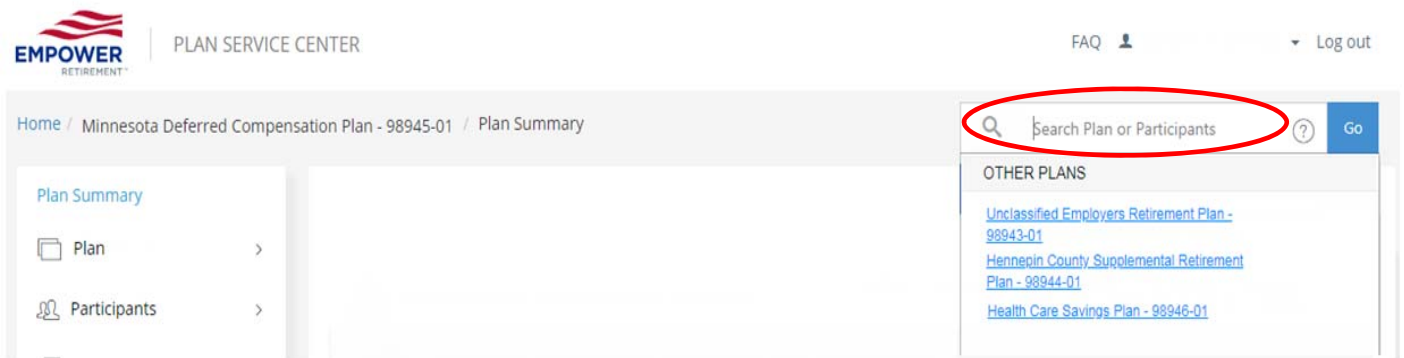 EMPOWER
RETIREMENT
PLAN SERVICE CENTER
FAQ
Log out
Home / Minnesota Deferred Compensation Plan - 98945-01 / Plan Summary
Search Plan or Participants
?
Go
OTHER PLANS
Unclassified Employers Retirement Plan -
98943-01
Hennepin County Supplemental Retirement
Plan - 98944-01
Health Care Savings Plan - 98946-01
Plan Summary
Plan
Participants